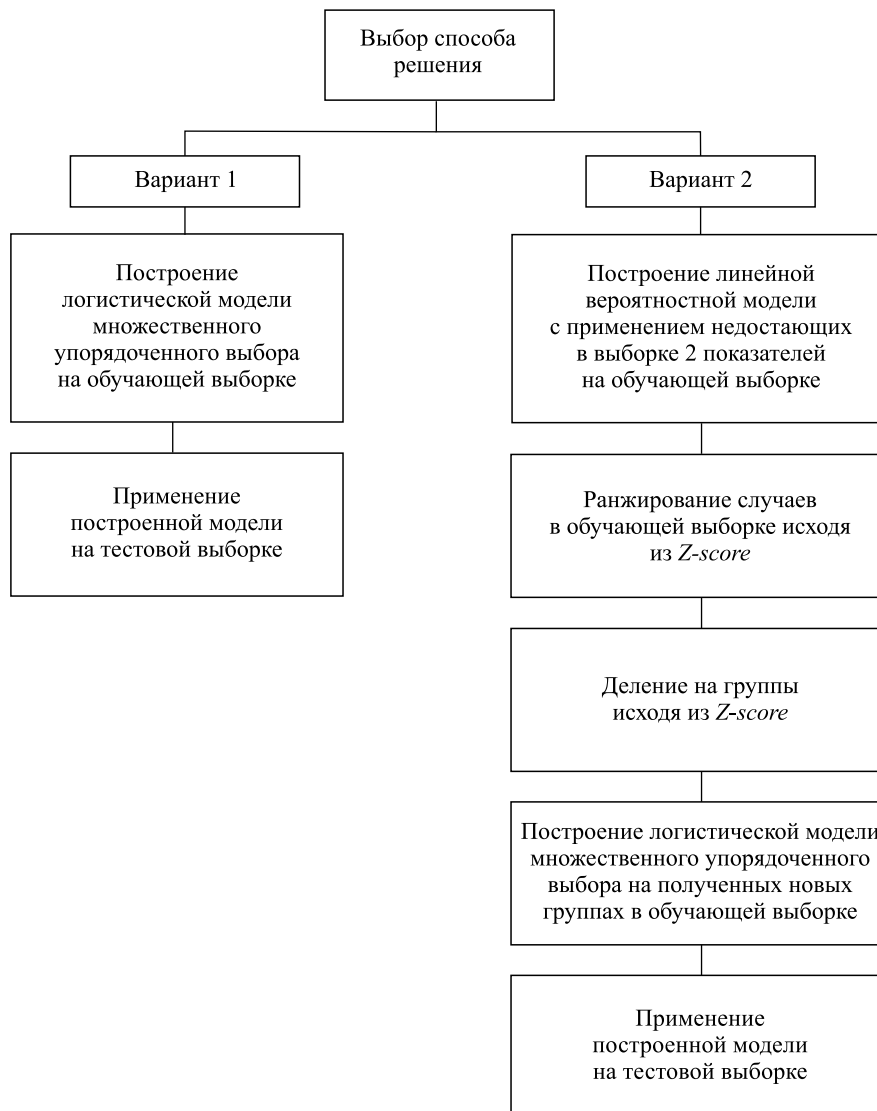 Выбор способа
решения
Вариант 1
Построение
логистической модели
множественного
упорядоченного выбора
на обучающей выборке
Применение
построенной модели
на тестовой выборке
Вариант 2
Построение линейной
вероятностной модели
с применением недостающих
в выборке 2 показателей
на обучающей выборке
Ранжирование случаев
в обучающей выборке исходя
из Z-score
Деление на группы
исходя из Z-score
Построение логистической модели
множественного упорядоченного
выбора на полученных новых
группах в обучающей выборке
Применение
построенной модели
на тестовой выборке